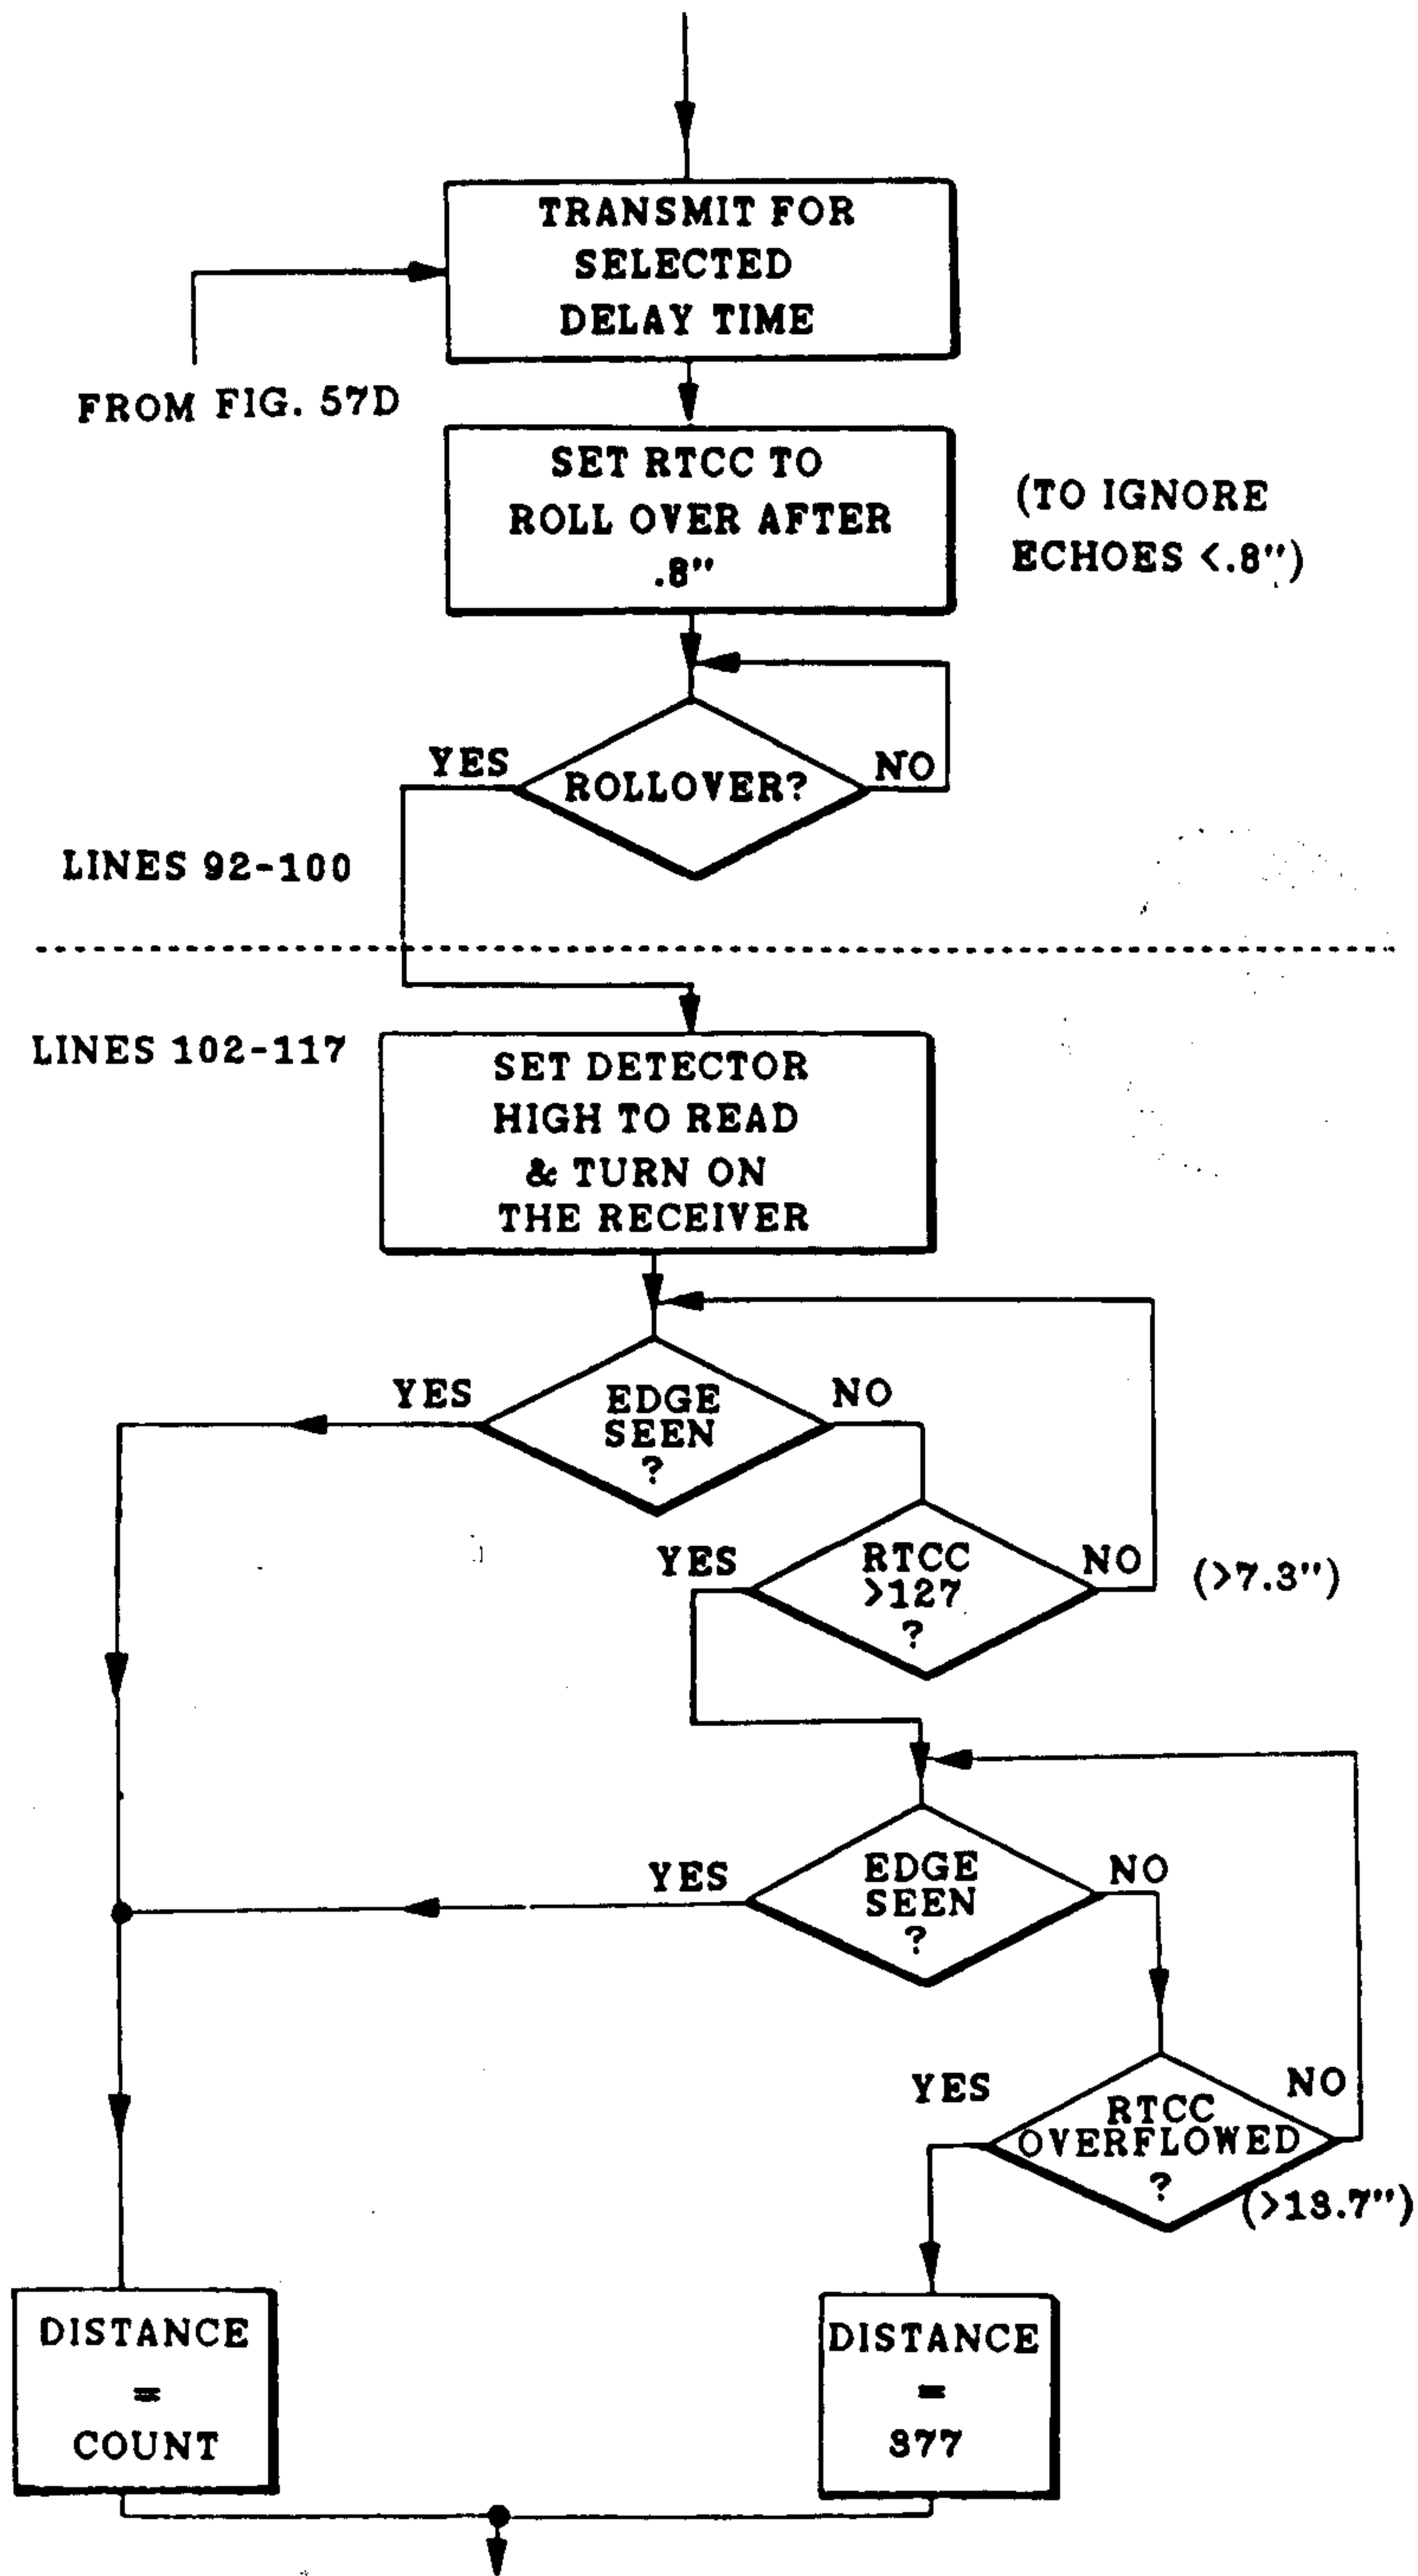 TRANSMIT FOR
SELECTED
DELAY TIME
FROM FIG. 57D
SET RTCC TO
ROLL OVER AFTER
.8"
(TO IGNORE
ECHOES <.8")
YES
ROLLOVER?
NO
LINES 92-100
LINES 102-117
SET DETECTOR
HIGH TO READ
& TURN ON
THE RECEIVER
YES
EDGE
SEEN
?
NO
YES
RTCC
>127
?
NO
(>7.3")
YES
EDGE
SEEN
?
NO
YES
RTCC
OVERFLOWED
?
NO
(>13.7")
DISTANCE
=
COUNT
DISTANCE
=
377